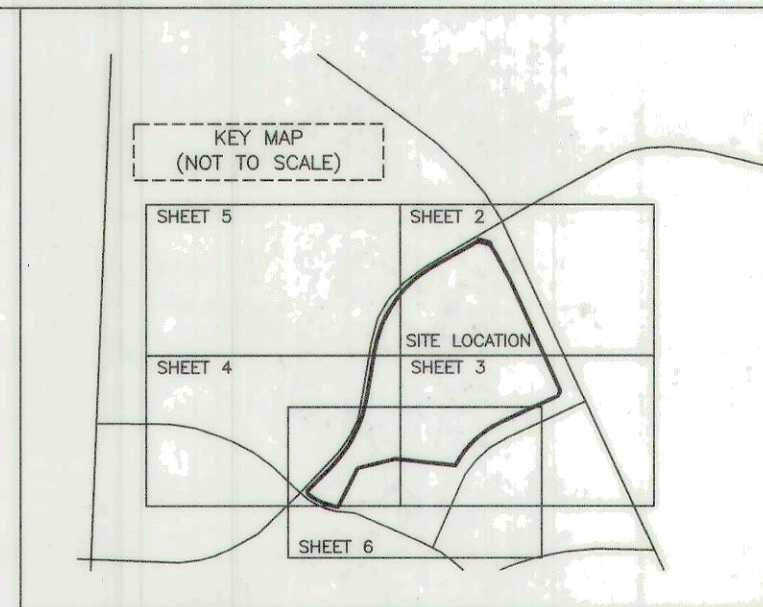 KEY MAP
(NOT TO SCALE)
SHEET 5
SHEET 2
SITE LOCATION
SHEET 4
SHEET 3
SHEET 6